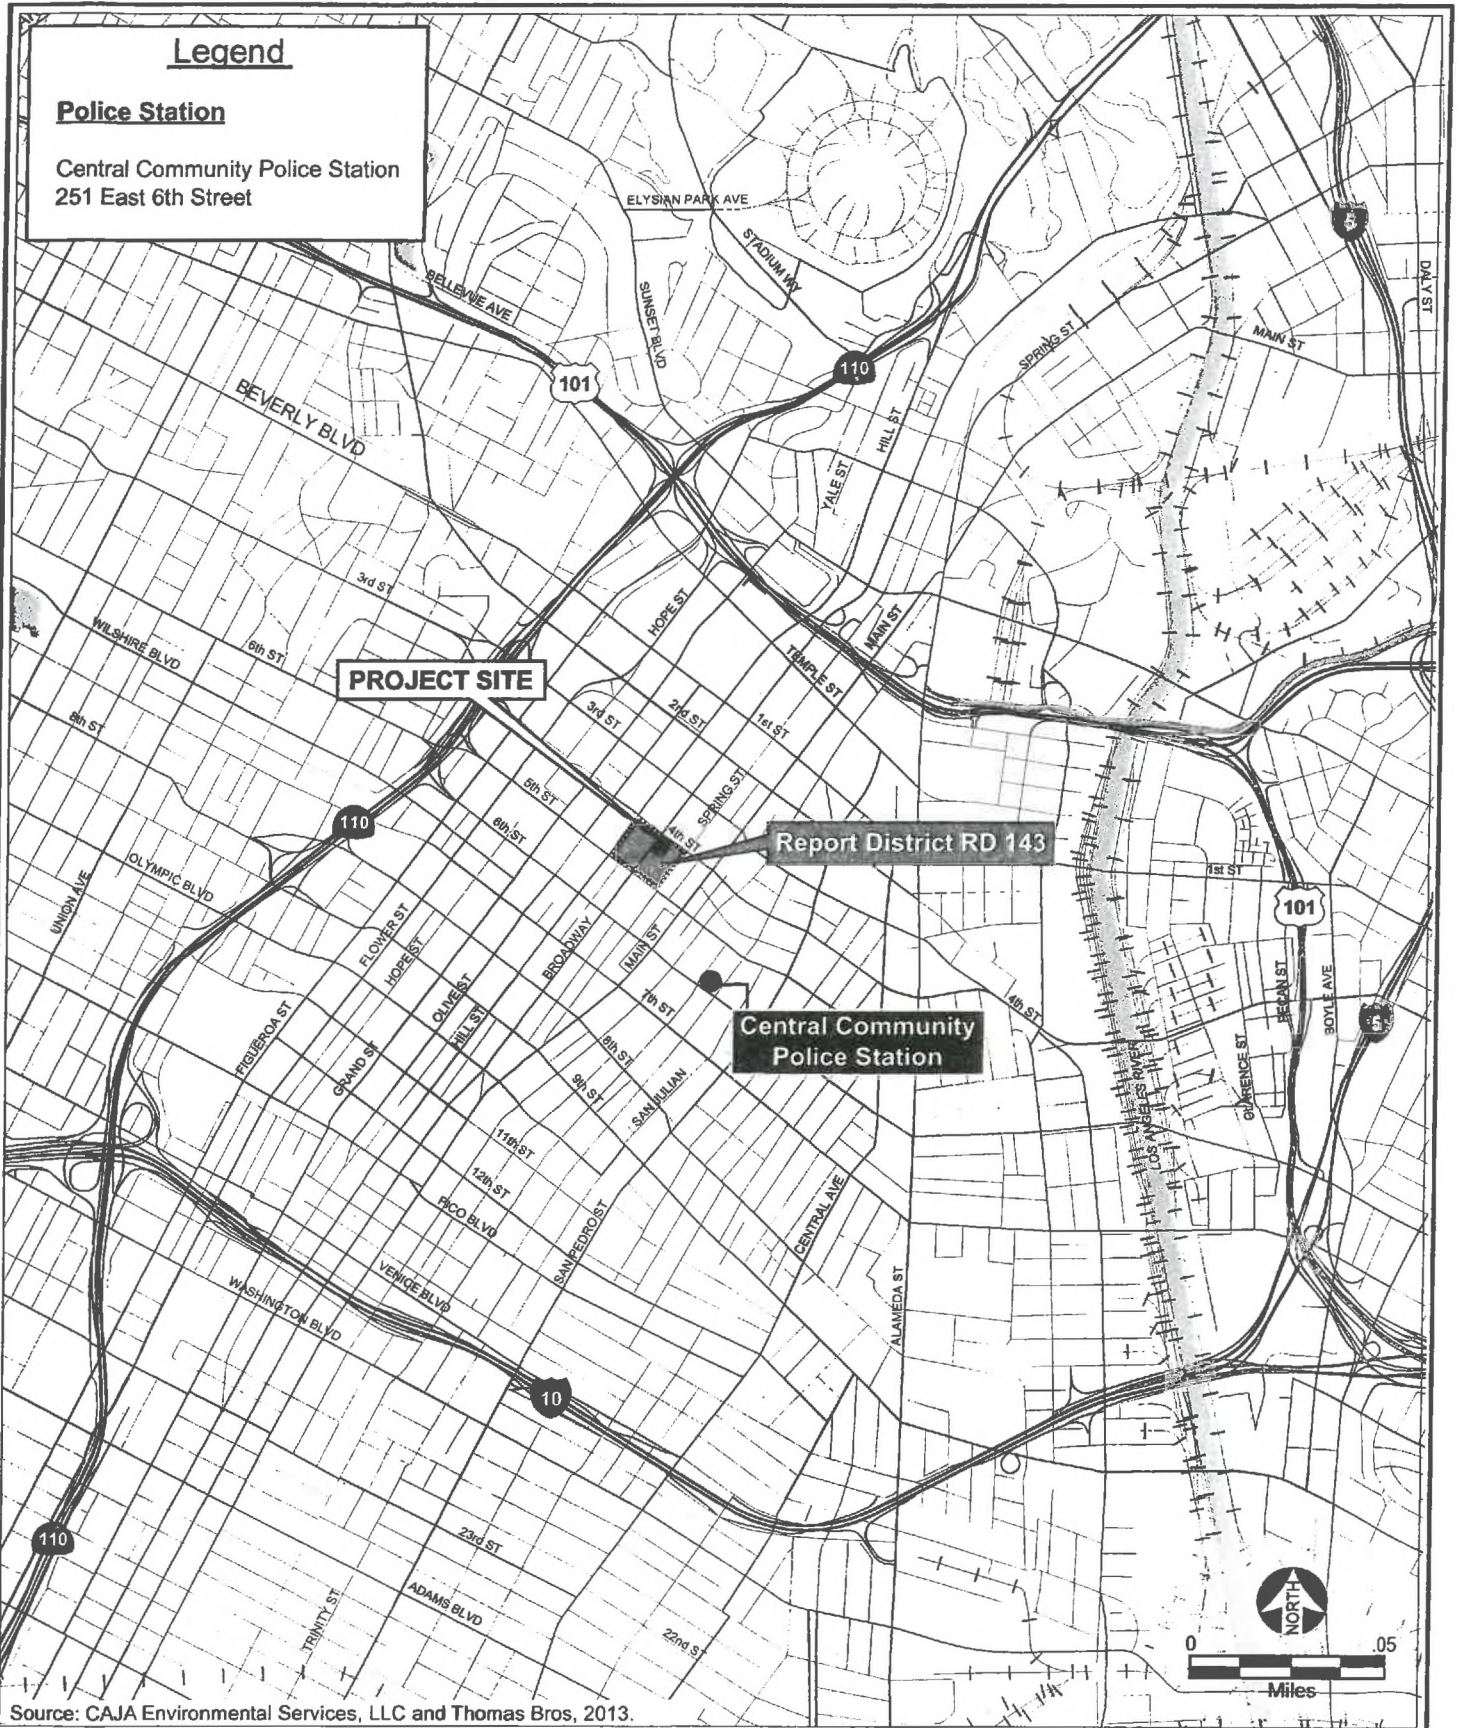 Legend
Police Station
Central Community Police Station
251 East 6th Street
ELYSIAN PARK AVE
STADIUM WY
5
BELLEVUE AVE
SUNSET BLVD
DALY ST
SPRING ST
MAIN ST
101
110
BEVERLY BLVD
HILL ST
YALE ST
3rd ST
HOPE ST
MAIN ST
WILSHIRE BLVD
6th ST
TEMPLE ST
PROJECT SITE
8th ST
3rd ST
2nd ST
1st ST
5th ST
SPRING ST
110
6th ST
4th ST
Report District RD 143
OLYMPIC BLVD
1st ST
UNION AVE
101
FLOWER ST
HOPE ST
BROADWAY
MAIN ST
OLIVE ST
HILL ST
7th ST
4th ST
BOYLE AVE
5
FIGUEROA ST
Central Community
Police Station
GRAND ST
8th ST
9th ST
SAN JULIAN
CLARENCE ST
LOS ANGELES RIVER
11th ST
12th ST
PICO BLVD
SAN PEDRO ST
CENTRAL AVE
VENICE BLVD
WASHINGTON BLVD
ALAMEDA ST
10
110
23rd ST
ADAMS BLVD
TRINITY ST
22nd ST
NORTH
0 .05
Miles
Source: CAJA Environmental Services, LLC and Thomas Bros, 2013.